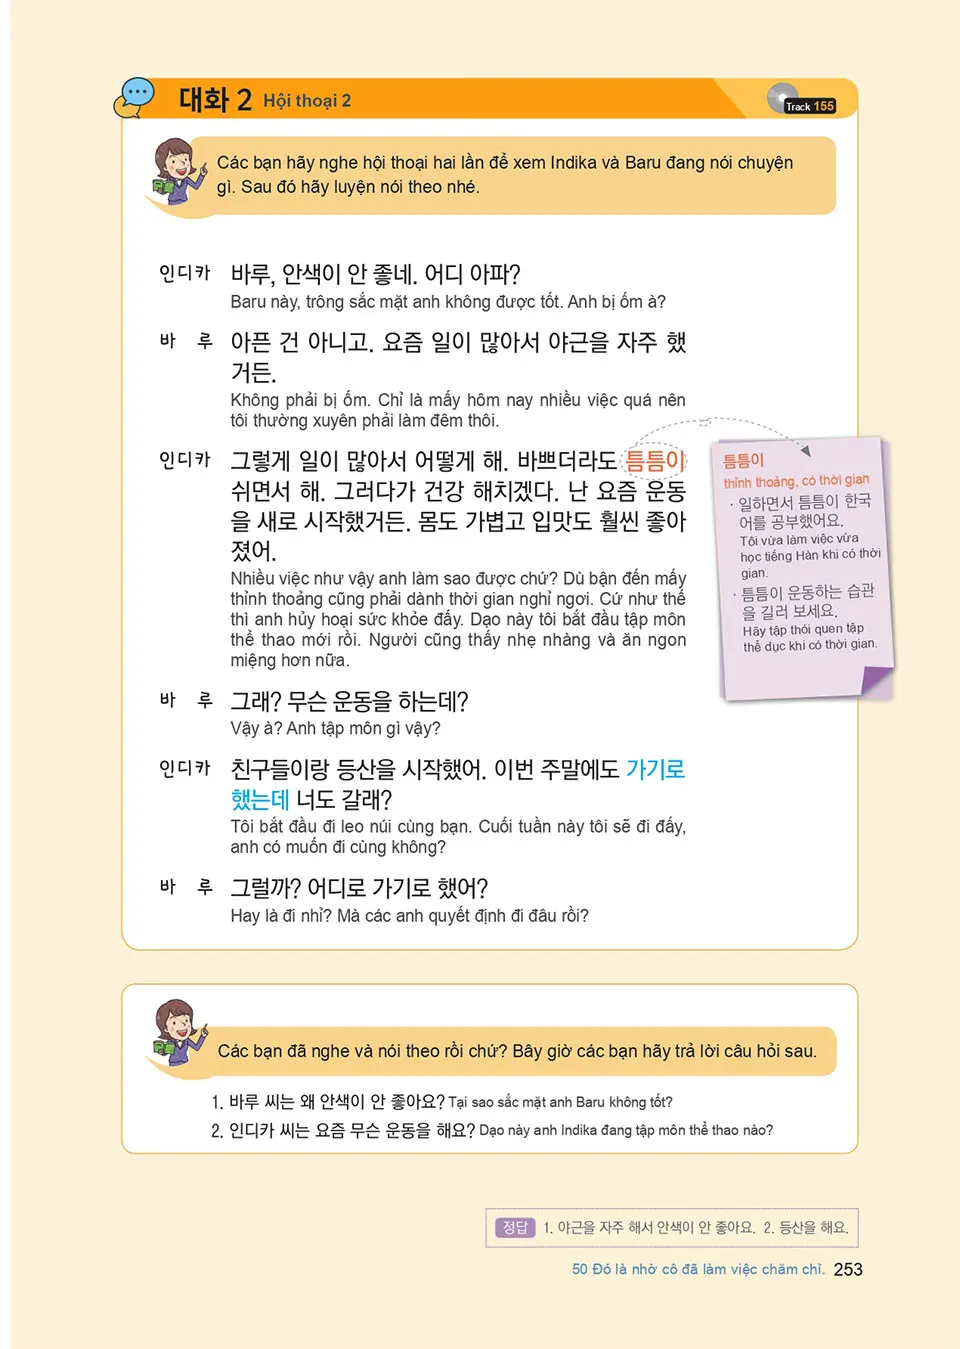 대화 2 Hội thoại 2
Track 155
Các bạn hãy nghe hội thoại hai lần để xem Indika và Baru đang nói chuyện
gì. Sau đó hãy luyện nói theo nhé.
인디카 바루, 안색이 안 좋네. 어디 아파?
Baru này, trông sắc mặt anh không được tốt. Anh bị ốm à?
바 루 아픈 건 아니고. 요즘 일이 많아서 야근을 자주 했
거든.
Không phải bị ốm. Chỉ là mấy hôm nay nhiều việc quá nên
tôi thường xuyên phải làm đêm thôi.
인디카 그렇게 일이 많아서 어떻게 해. 바쁘더라도 틈틈이
쉬면서 해. 그러다가 건강 해치겠다. 난 요즘 운동
을 새로 시작했거든. 몸도 가볍고 입맛도 훨씬 좋아
졌어.
Nhiều việc như vậy anh làm sao được chứ? Dù bận đến mấy
thỉnh thoảng cũng phải dành thời gian nghỉ ngơi. Cứ như thế
thì anh hủy hoại sức khỏe đấy. Dạo này tôi bắt đầu tập môn
thể thao mới rồi. Người cũng thấy nhẹ nhàng và ăn ngon
miệng hơn nữa.
틈틈이
thỉnh thoảng, có thời gian
· 일하면서 틈틈이 한국
어를 공부했어요.
Tôi vừa làm việc vừa
học tiếng Hàn khi có thời
gian.
· 틈틈이 운동하는 습관
을 길러 보세요.
Hãy tập thói quen tập
thể dục khi có thời gian.
바 루 그래? 무슨 운동을 하는데?
Vậy à? Anh tập môn gì vậy?
인디카 친구들이랑 등산을 시작했어. 이번 주말에도 가기로
했는데 너도 갈래?
Tôi bắt đầu đi leo núi cùng bạn. Cuối tuần này tôi sẽ đi đấy,
anh có muốn đi cùng không?
바 루 그럴까? 어디로 가기로 했어?
Hay là đi nhỉ? Mà các anh quyết định đi đâu rồi?
Các bạn đã nghe và nói theo rồi chứ? Bây giờ các bạn hãy trả lời câu hỏi sau.
1. 바루 씨는 왜 안색이 안 좋아요? Tại sao sắc mặt anh Baru không tốt?
2. 인디카 씨는 요즘 무슨 운동을 해요? Dạo này anh Indika đang tập môn thể thao nào?
정답 1. 야근을 자주 해서 안색이 안 좋아요. 2. 등산을 해요.
50 Đó là nhờ cô đã làm việc chăm chỉ. 253